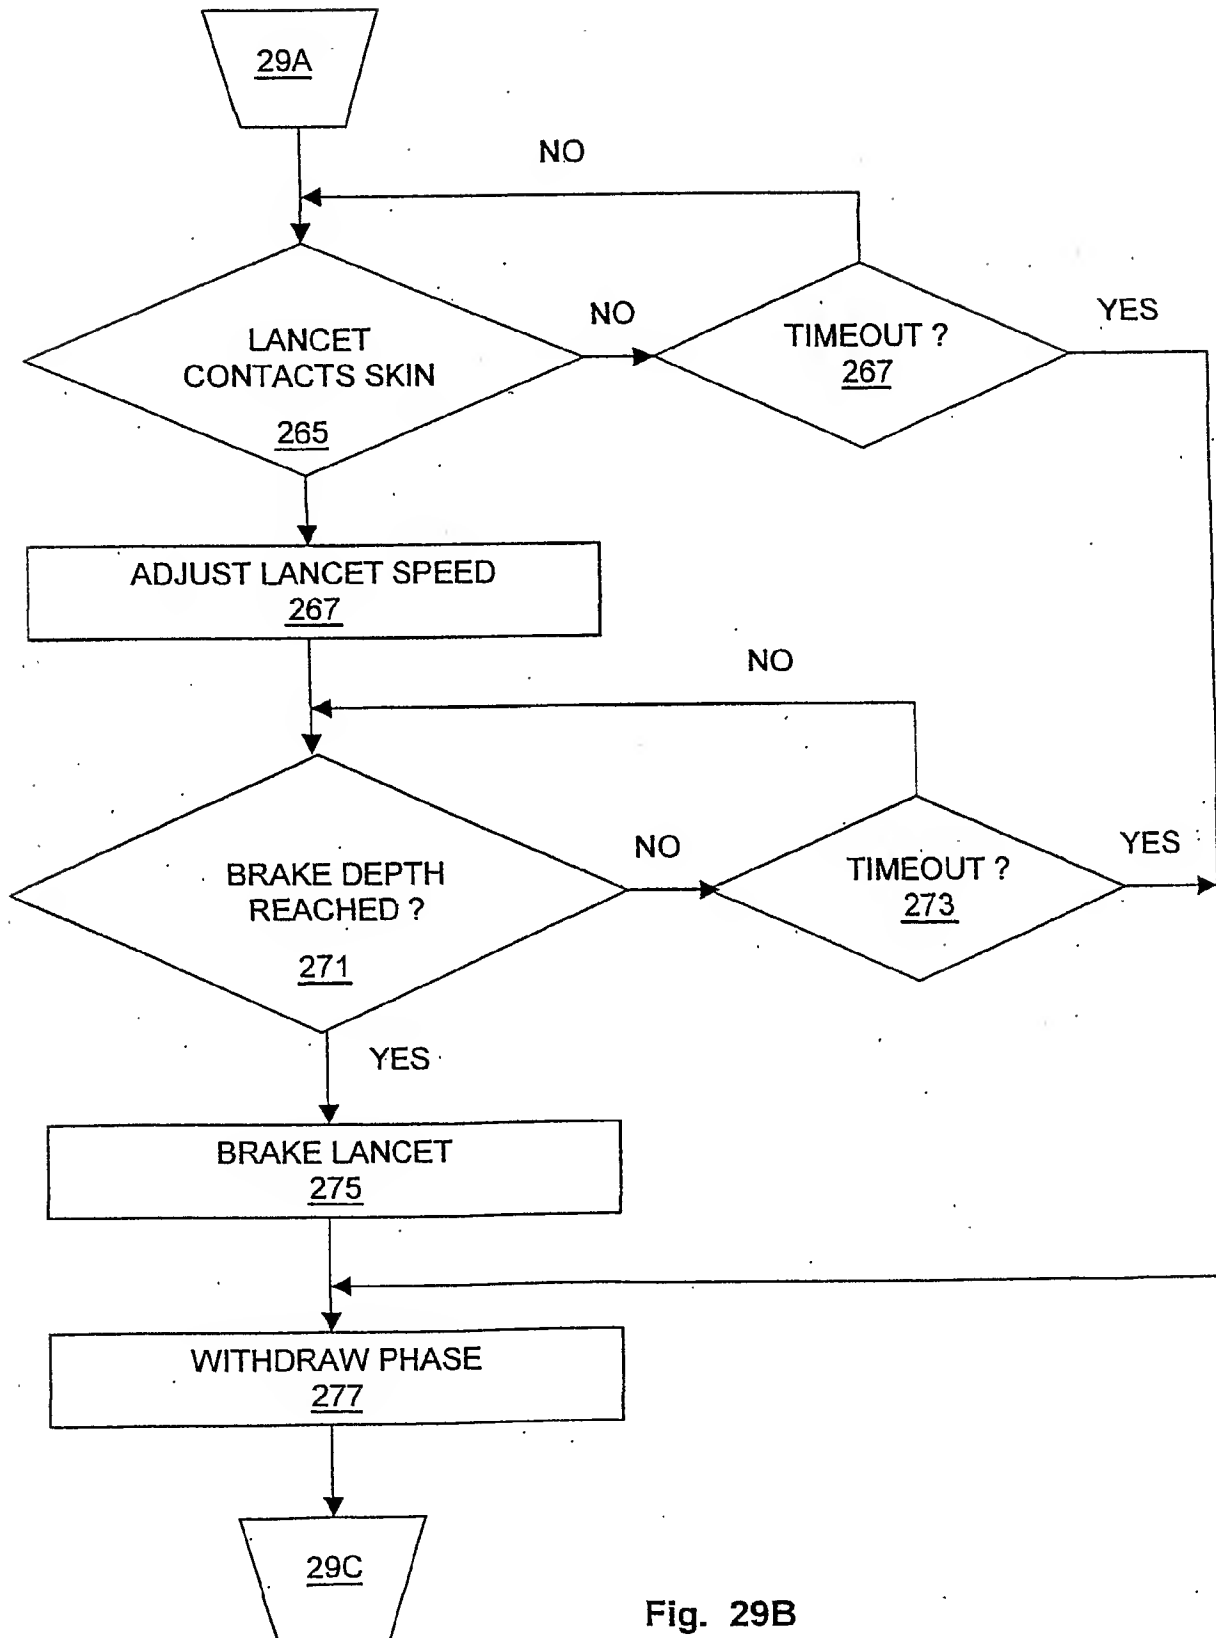 29A
NO
LANCET
CONTACTS SKIN
265
NO
TIMEOUT ?
267
YES
ADJUST LANCET SPEED
267
NO
BRAKE DEPTH
REACHED ?
271
NO
TIMEOUT ?
273
YES
YES
BRAKE LANCET
275
WITHDRAW PHASE
277
29C
Fig. 29B